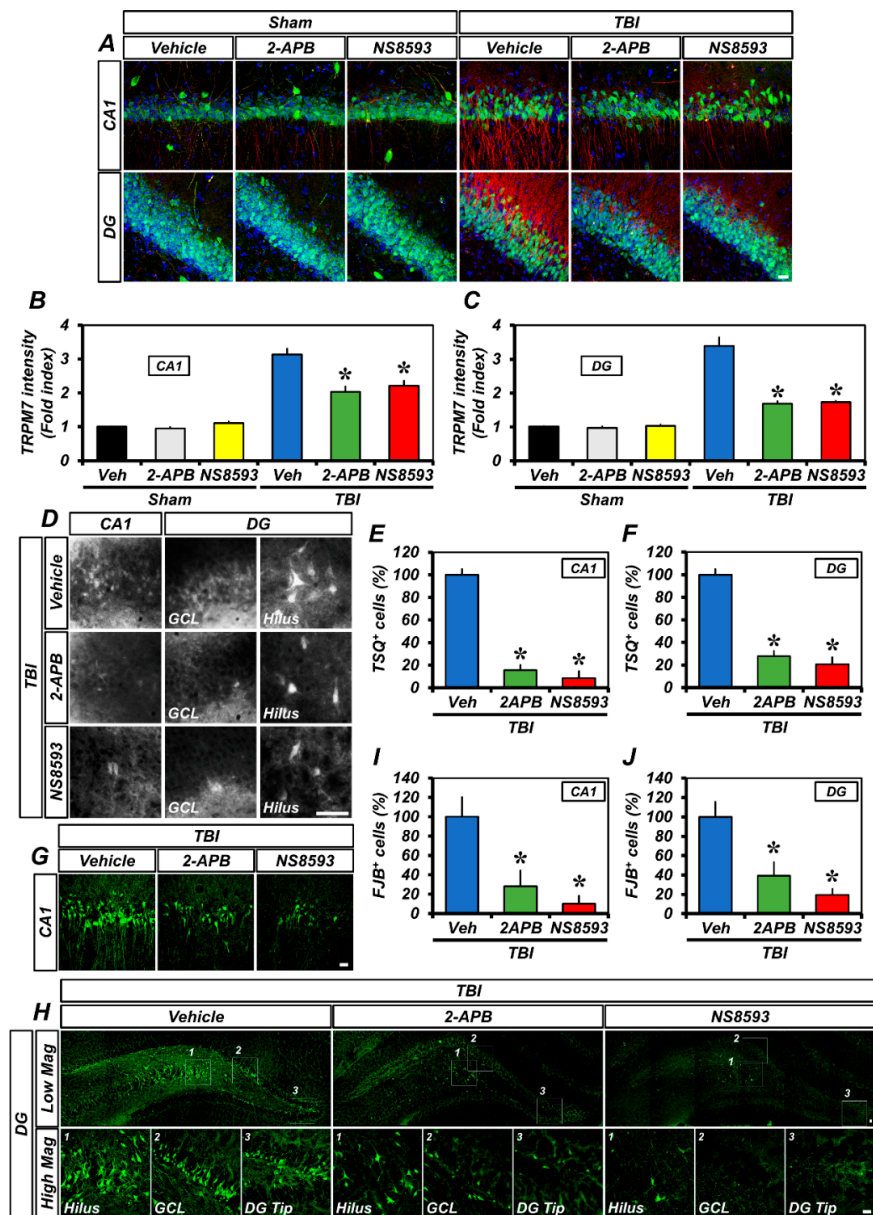 Sham TBI
A Vehicle 2-APB NS8593 Vehicle 2-APB NS8593
CA1
DG
B C
TRPM7 intensity (Fold index)
4
3
2
1
0
CA1
* *
Veh 2-APB NS8593 Veh 2-APB NS8593
Sham TBI
TRPM7 intensity (Fold index)
4
3
2
1
0
DG
* *
Veh 2-APB NS8593 Veh 2-APB NS8593
Sham TBI
D CA1 DG
TBI
Vehicle
GCL Hilus
2-APB
GCL Hilus
NS8593
GCL Hilus
E
TSQ+ cells (%)
120
100
80
60
40
20
0
CA1
* *
Veh 2APB NS8593
TBI
F
TSQ+ cells (%)
120
100
80
60
40
20
0
DG
* *
Veh 2APB NS8593
TBI
G TBI
Vehicle 2-APB NS8593
CA1
I
FJB+ cells (%)
140
120
100
80
60
40
20
0
CA1
* *
Veh 2APB NS8593
TBI
J
FJB+ cells (%)
140
120
100
80
60
40
20
0
DG
* *
Veh 2APB NS8593
TBI
H TBI
Vehicle 2-APB NS8593
DG
Low Mag
1 2 3
1 2 3
1 2 3
High Mag
1 2 3 1 2 3 1 2 3
Hilus GCL DG Tip Hilus GCL DG Tip Hilus GCL DG Tip